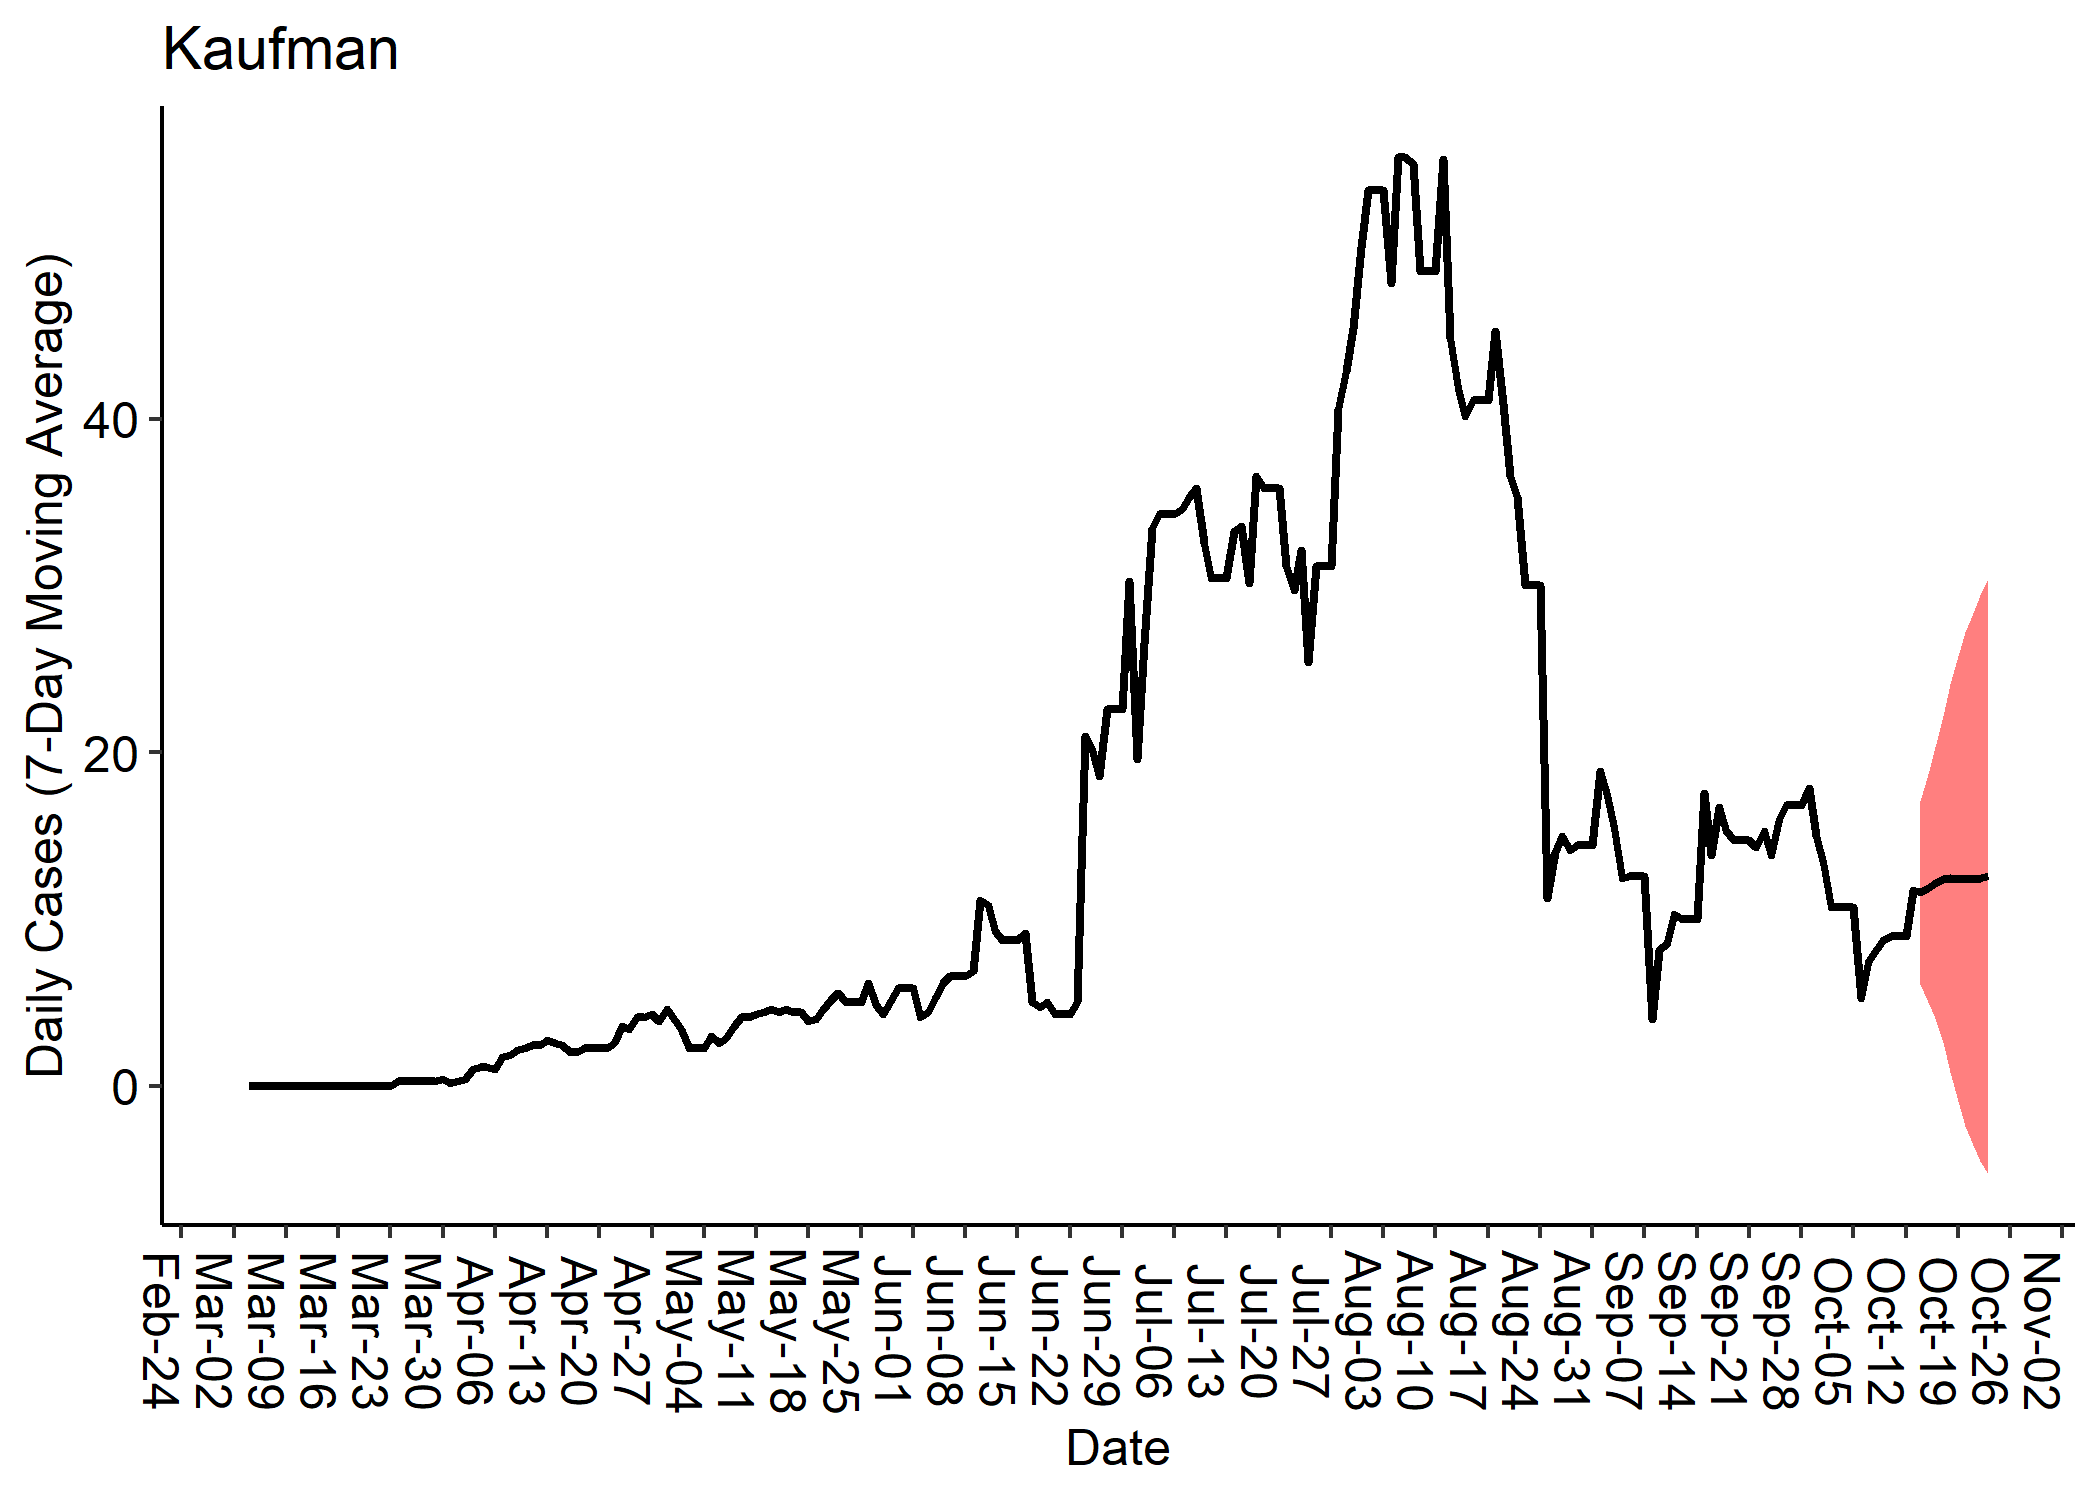 Kaufman
Daily Cases (7-Day Moving Average)
40
20
0
Feb-24
Mar-02
Mar-09
Mar-16
Mar-23
Mar-30
Apr-06
Apr-13
Apr-20
Apr-27
May-04
May-11
May-18
May-25
Jun-01
Jun-08
Jun-15
Jun-22
Jun-29
Jul-06
Jul-13
Jul-20
Jul-27
Aug-03
Aug-10
Aug-17
Aug-24
Aug-31
Sep-07
Sep-14
Sep-21
Sep-28
Oct-05
Oct-12
Oct-19
Oct-26
Nov-02
Date